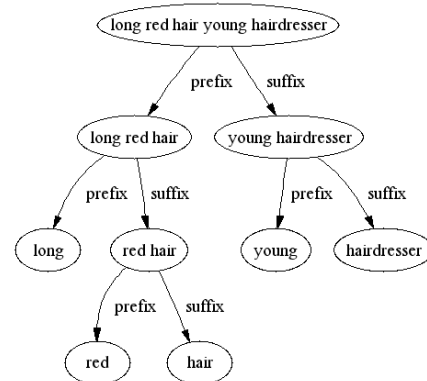 long red hair young hairdresser
prefix suffix
long red hair young hairdresser
prefix suffix prefix suffix
long red hair young hairdresser
prefix suffix
red hair